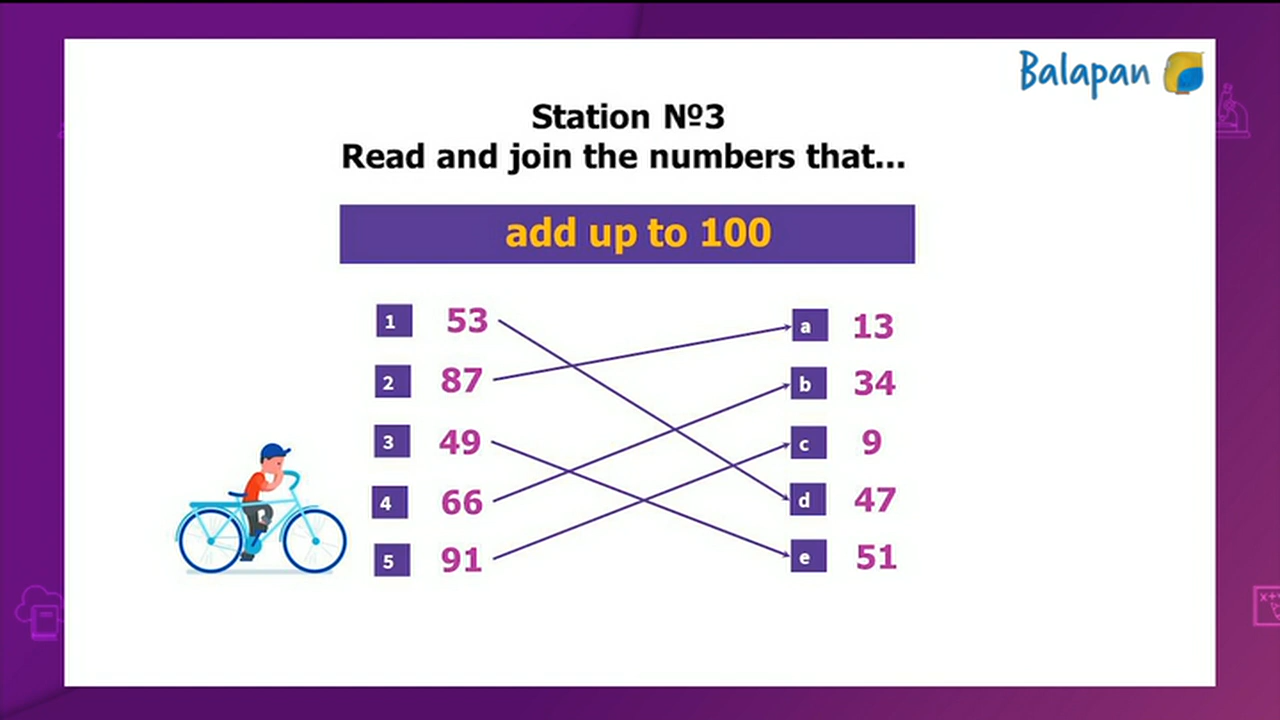 Balapan
Station №3
Read and join the numbers that...
add up to 100
1 53 a 13
2 87 b 34
3 49 c 9
4 66 d 47
5 91 e 51